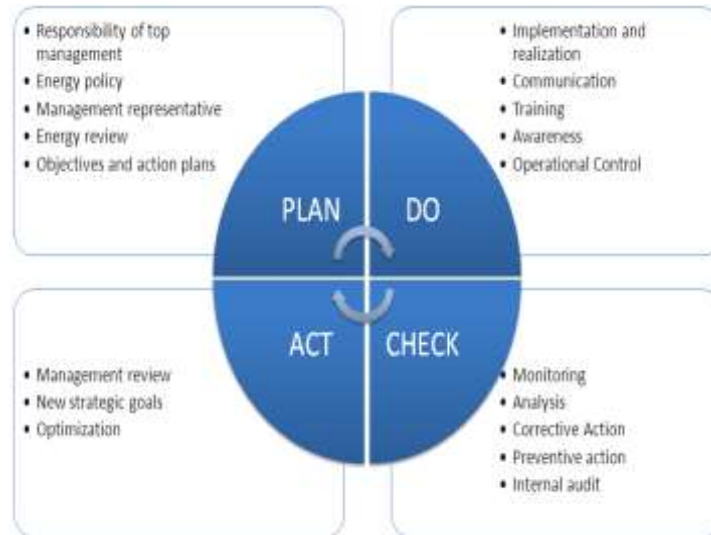 • Responsibility of top
management
• Energy policy
• Management representative
• Energy review
• Objectives and action plans
• Implementation and
realization
• Communication
• Training
• Awareness
• Operational Control
PLAN
DO
ACT
CHECK
• Management review
• New strategic goals
• Optimization
• Monitoring
• Analysis
• Corrective Action
• Preventive action
• Internal audit